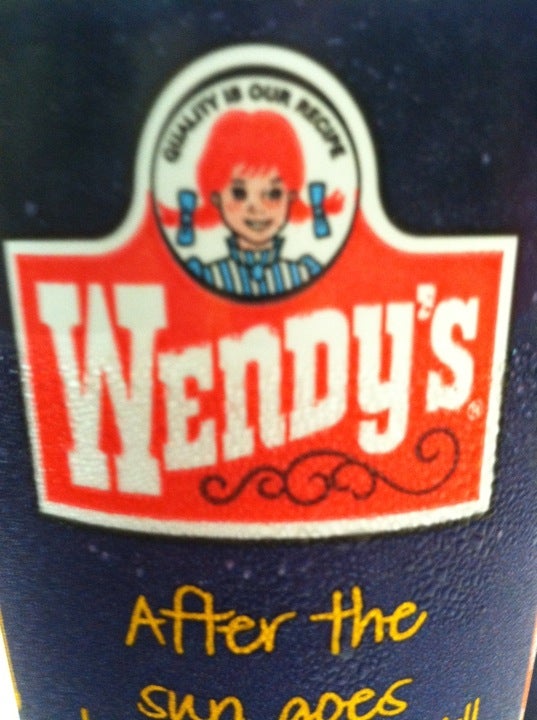 QUALITY IS OUR RECIPE
WENDY'S
®
After the
sun goes